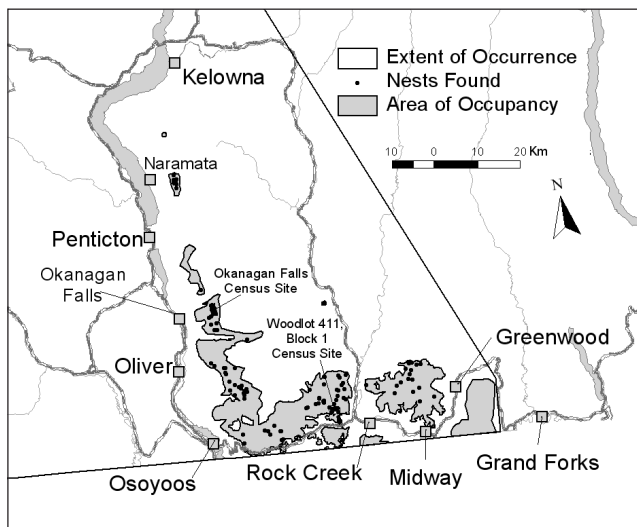 Extent of Occurrence
Nests Found
Area of Occupancy
10 0 10 20 Km
N
Kelowna
Naramata
Penticton
Okanagan
Falls
Okanagan Falls
Census Site
Woodlot 411,
Block 1
Census Site
Greenwood
Oliver
Osoyoos
Rock Creek
Midway
Grand Forks